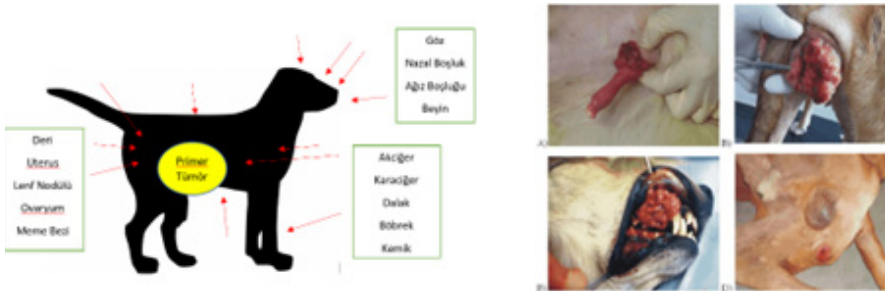 Göz
Nazal Boşluk
Ağız Boşluğu
Beyin
Deri
Uterus
Lenf Nodülü
Ovaryum
Meme Bezi
Primer
Tümör
Akciğer
Karaciğer
Dalak
Böbrek
Kemik
A)
B)
B)
D)